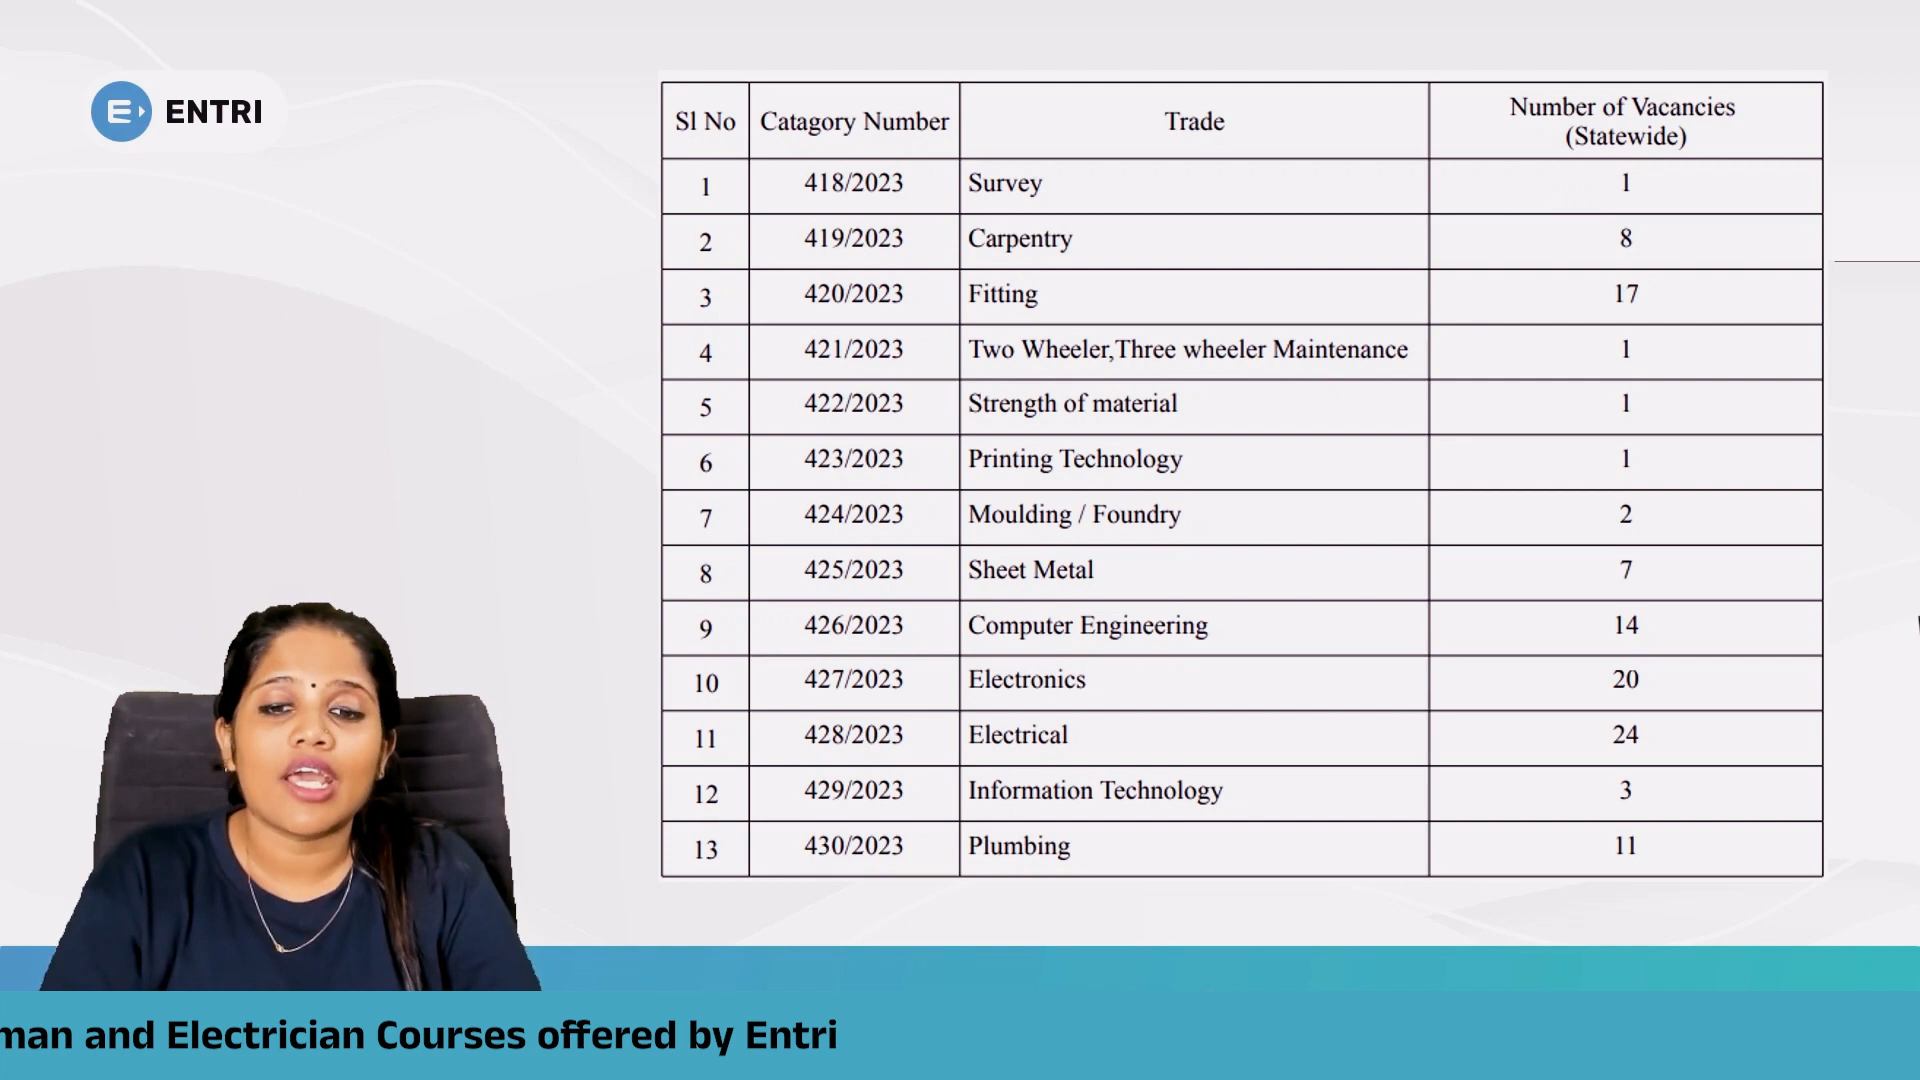 ENTRI
Sl No Catagory Number Trade Number of Vacancies (Statewide)
1 418/2023 Survey 1
2 419/2023 Carpentry 8
3 420/2023 Fitting 17
4 421/2023 Two Wheeler,Three wheeler Maintenance 1
5 422/2023 Strength of material 1
6 423/2023 Printing Technology 1
7 424/2023 Moulding / Foundry 2
8 425/2023 Sheet Metal 7
9 426/2023 Computer Engineering 14
10 427/2023 Electronics 20
11 428/2023 Electrical 24
12 429/2023 Information Technology 3
13 430/2023 Plumbing 11
man and Electrician Courses offered by Entri